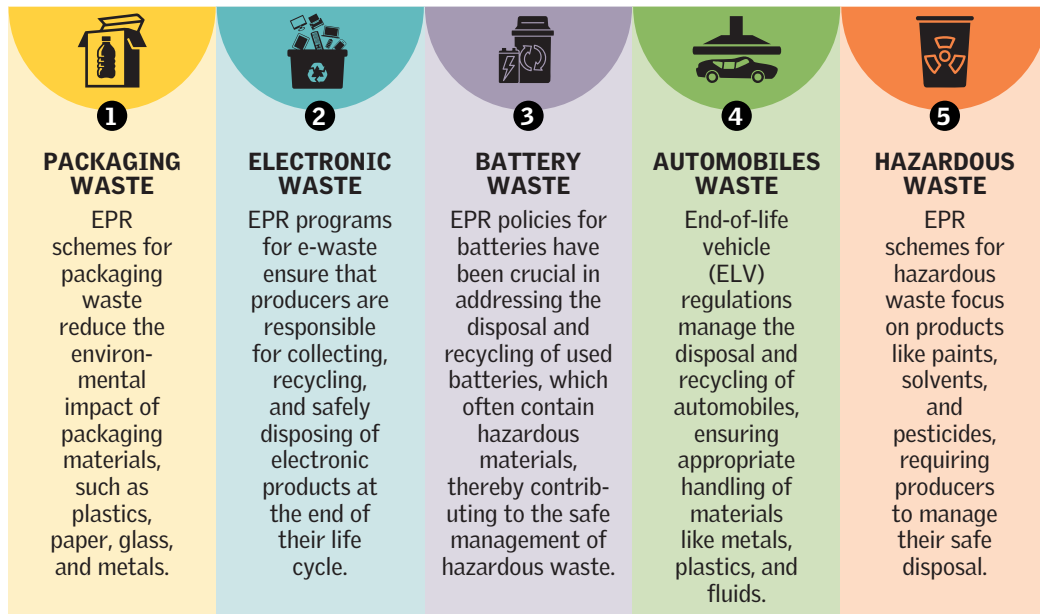 1
PACKAGING
WASTE
EPR
schemes for
packaging
waste
reduce the
environ-
mental
impact of
packaging
materials,
such as
plastics,
paper, glass,
and metals.
2
ELECTRONIC
WASTE
EPR programs
for e-waste
ensure that
producers are
responsible
for collecting,
recycling,
and safely
disposing of
electronic
products at
the end of
their life
cycle.
3
BATTERY
WASTE
EPR policies for
batteries have
been crucial in
addressing the
disposal and
recycling of used
batteries, which
often contain
hazardous
materials,
thereby contrib-
uting to the safe
management of
hazardous waste.
4
AUTOMOBILES
WASTE
End-of-life
vehicle
(ELV)
regulations
manage the
disposal and
recycling of
automobiles,
ensuring
appropriate
handling of
materials
like metals,
plastics, and
fluids.
5
HAZARDOUS
WASTE
EPR
schemes for
hazardous
waste focus
on products
like paints,
solvents,
and
pesticides,
requiring
producers
to manage
their safe
disposal.